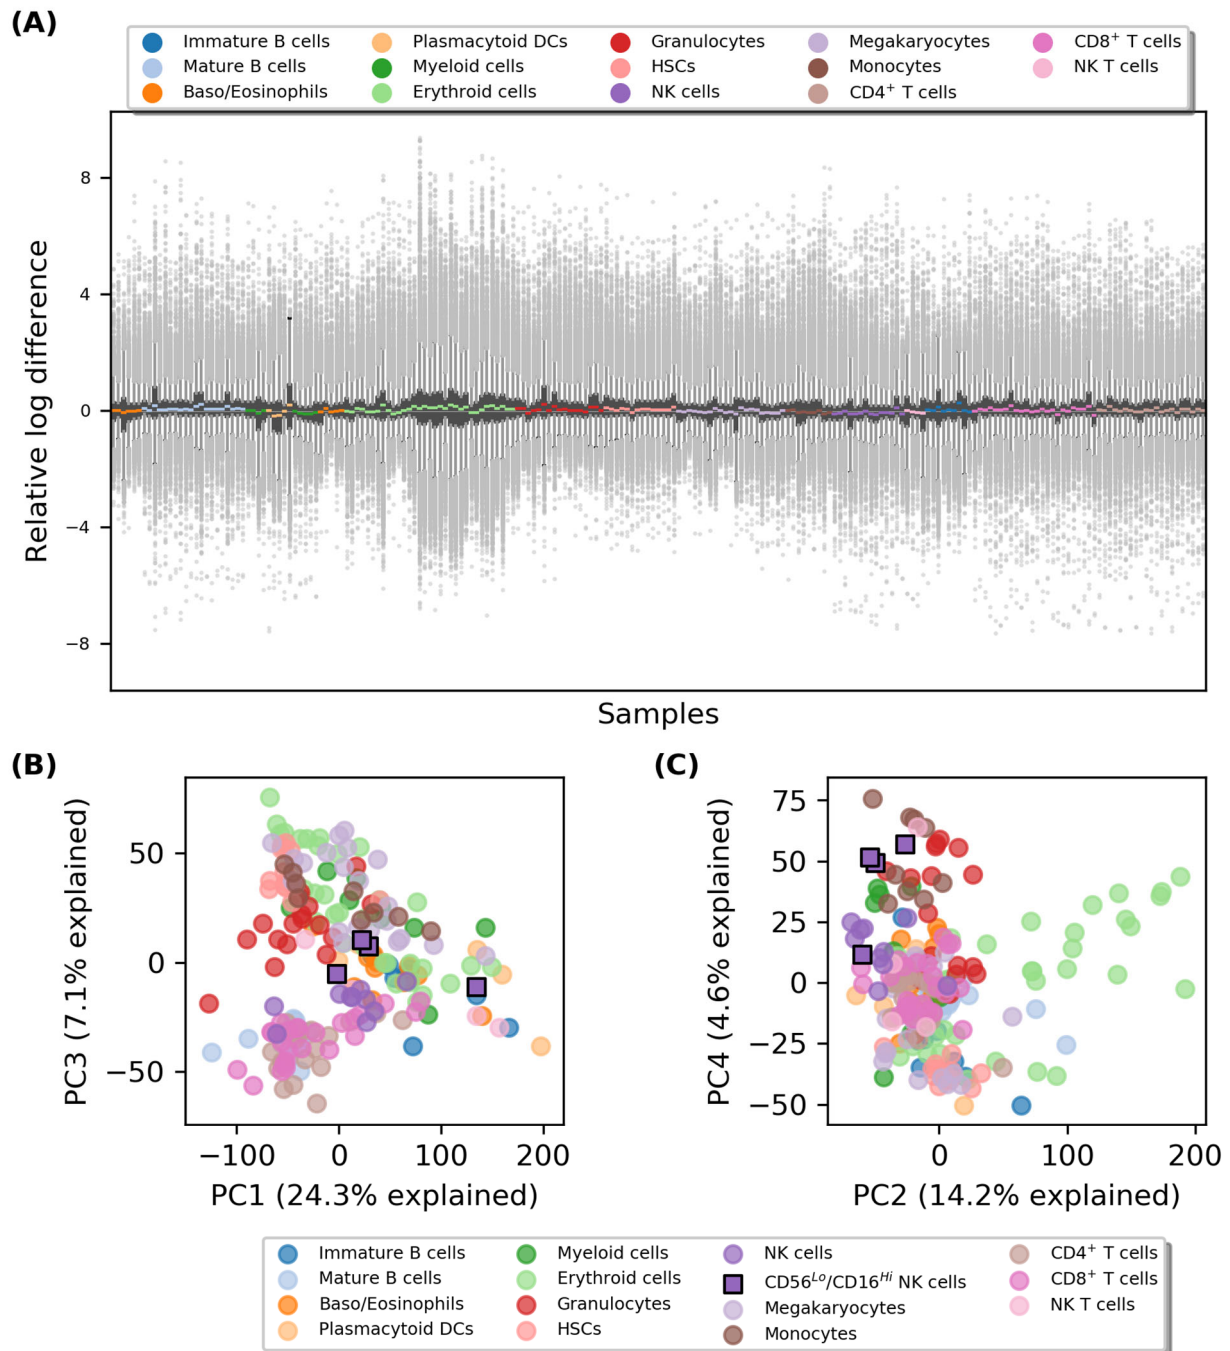 (A)
Immature B cells Plasmacytoid DCs Granulocytes Megakaryocytes CD8⁺ T cells
Mature B cells Myeloid cells HSCs Monocytes NK T cells
Baso/Eosinophils Erythroid cells NK cells CD4⁺ T cells
Relative log difference
8
4
0
−4
−8
Samples
(B)
PC3 (7.1% explained)
50
0
−50
−100 0 100 200
PC1 (24.3% explained)
(C)
PC4 (4.6% explained)
75
50
25
0
−25
−50
0 100 200
PC2 (14.2% explained)
Immature B cells Myeloid cells NK cells CD4⁺ T cells
Mature B cells Erythroid cells CD56ᴸᵒ/CD16ᴴⁱ NK cells CD8⁺ T cells
Baso/Eosinophils Granulocytes Megakaryocytes NK T cells
Plasmacytoid DCs HSCs Monocytes